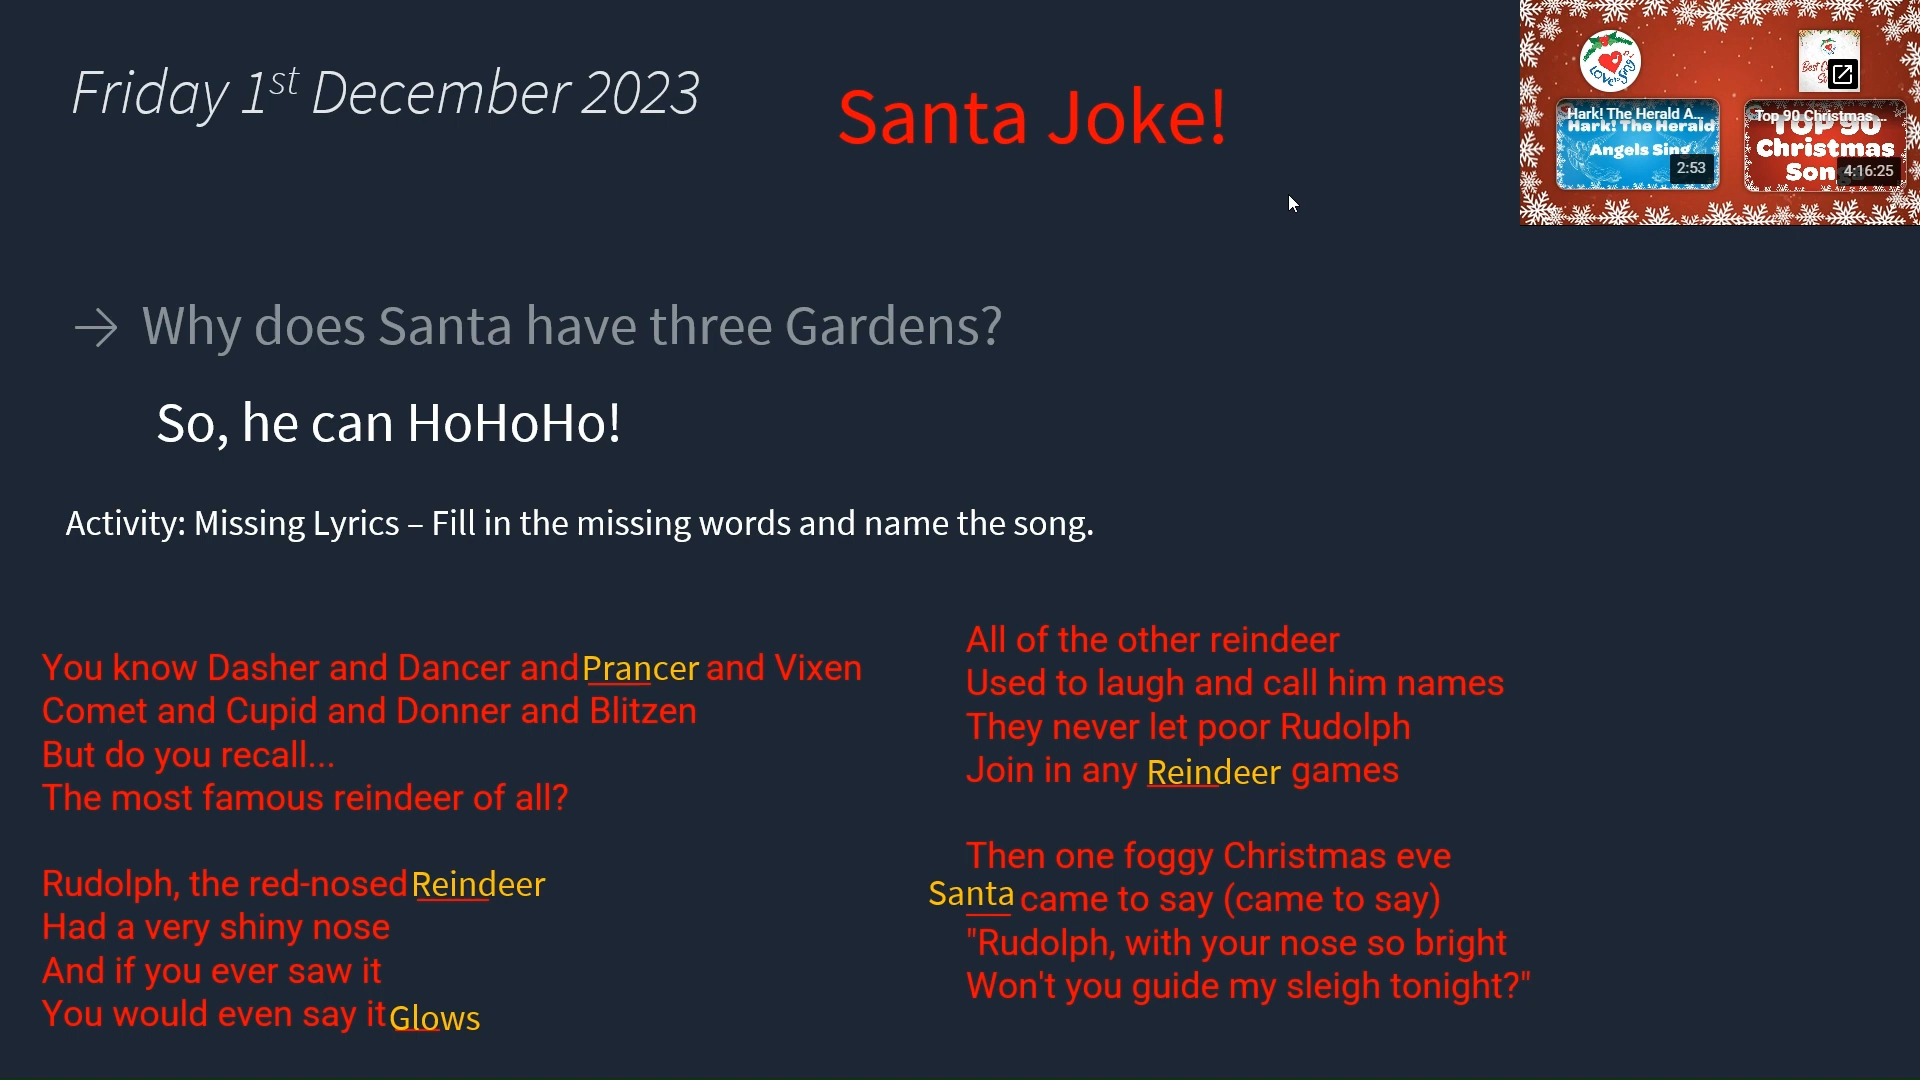 Friday 1st December 2023
Santa Joke!
Hark! The Herald A...
Hark! The Herald
Angels Sing
2:53
Top 90 Christmas ...
TOP 90
Christmas
Son
4:16:25
LOVE to Sing
→ Why does Santa have three Gardens?
So, he can HoHoHo!
Activity: Missing Lyrics – Fill in the missing words and name the song.
You know Dasher and Dancer and Prancer and Vixen
Comet and Cupid and Donner and Blitzen
But do you recall...
The most famous reindeer of all?
Rudolph, the red-nosed Reindeer
Had a very shiny nose
And if you ever saw it
You would even say it Glows
All of the other reindeer
Used to laugh and call him names
They never let poor Rudolph
Join in any Reindeer games
Then one foggy Christmas eve
Santa came to say (came to say)
"Rudolph, with your nose so bright
Won't you guide my sleigh tonight?"